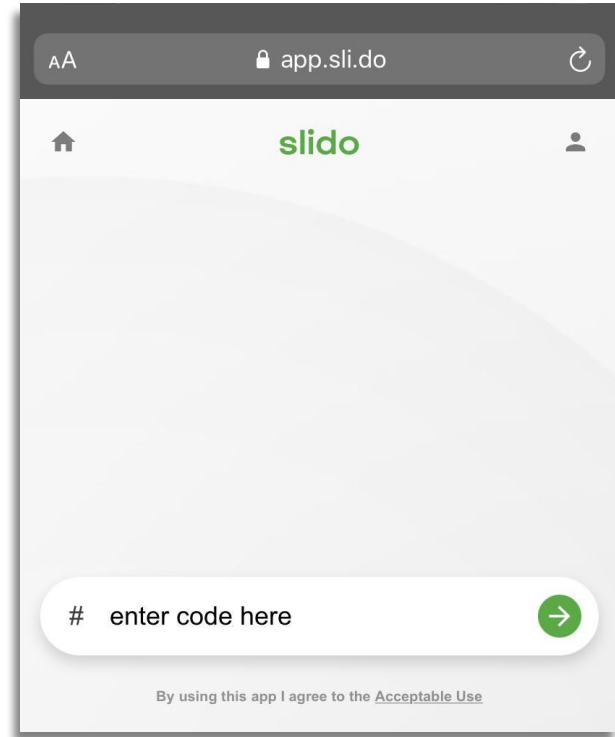 AA app.sli.do
slido
# enter code here
By using this app I agree to the Acceptable Use